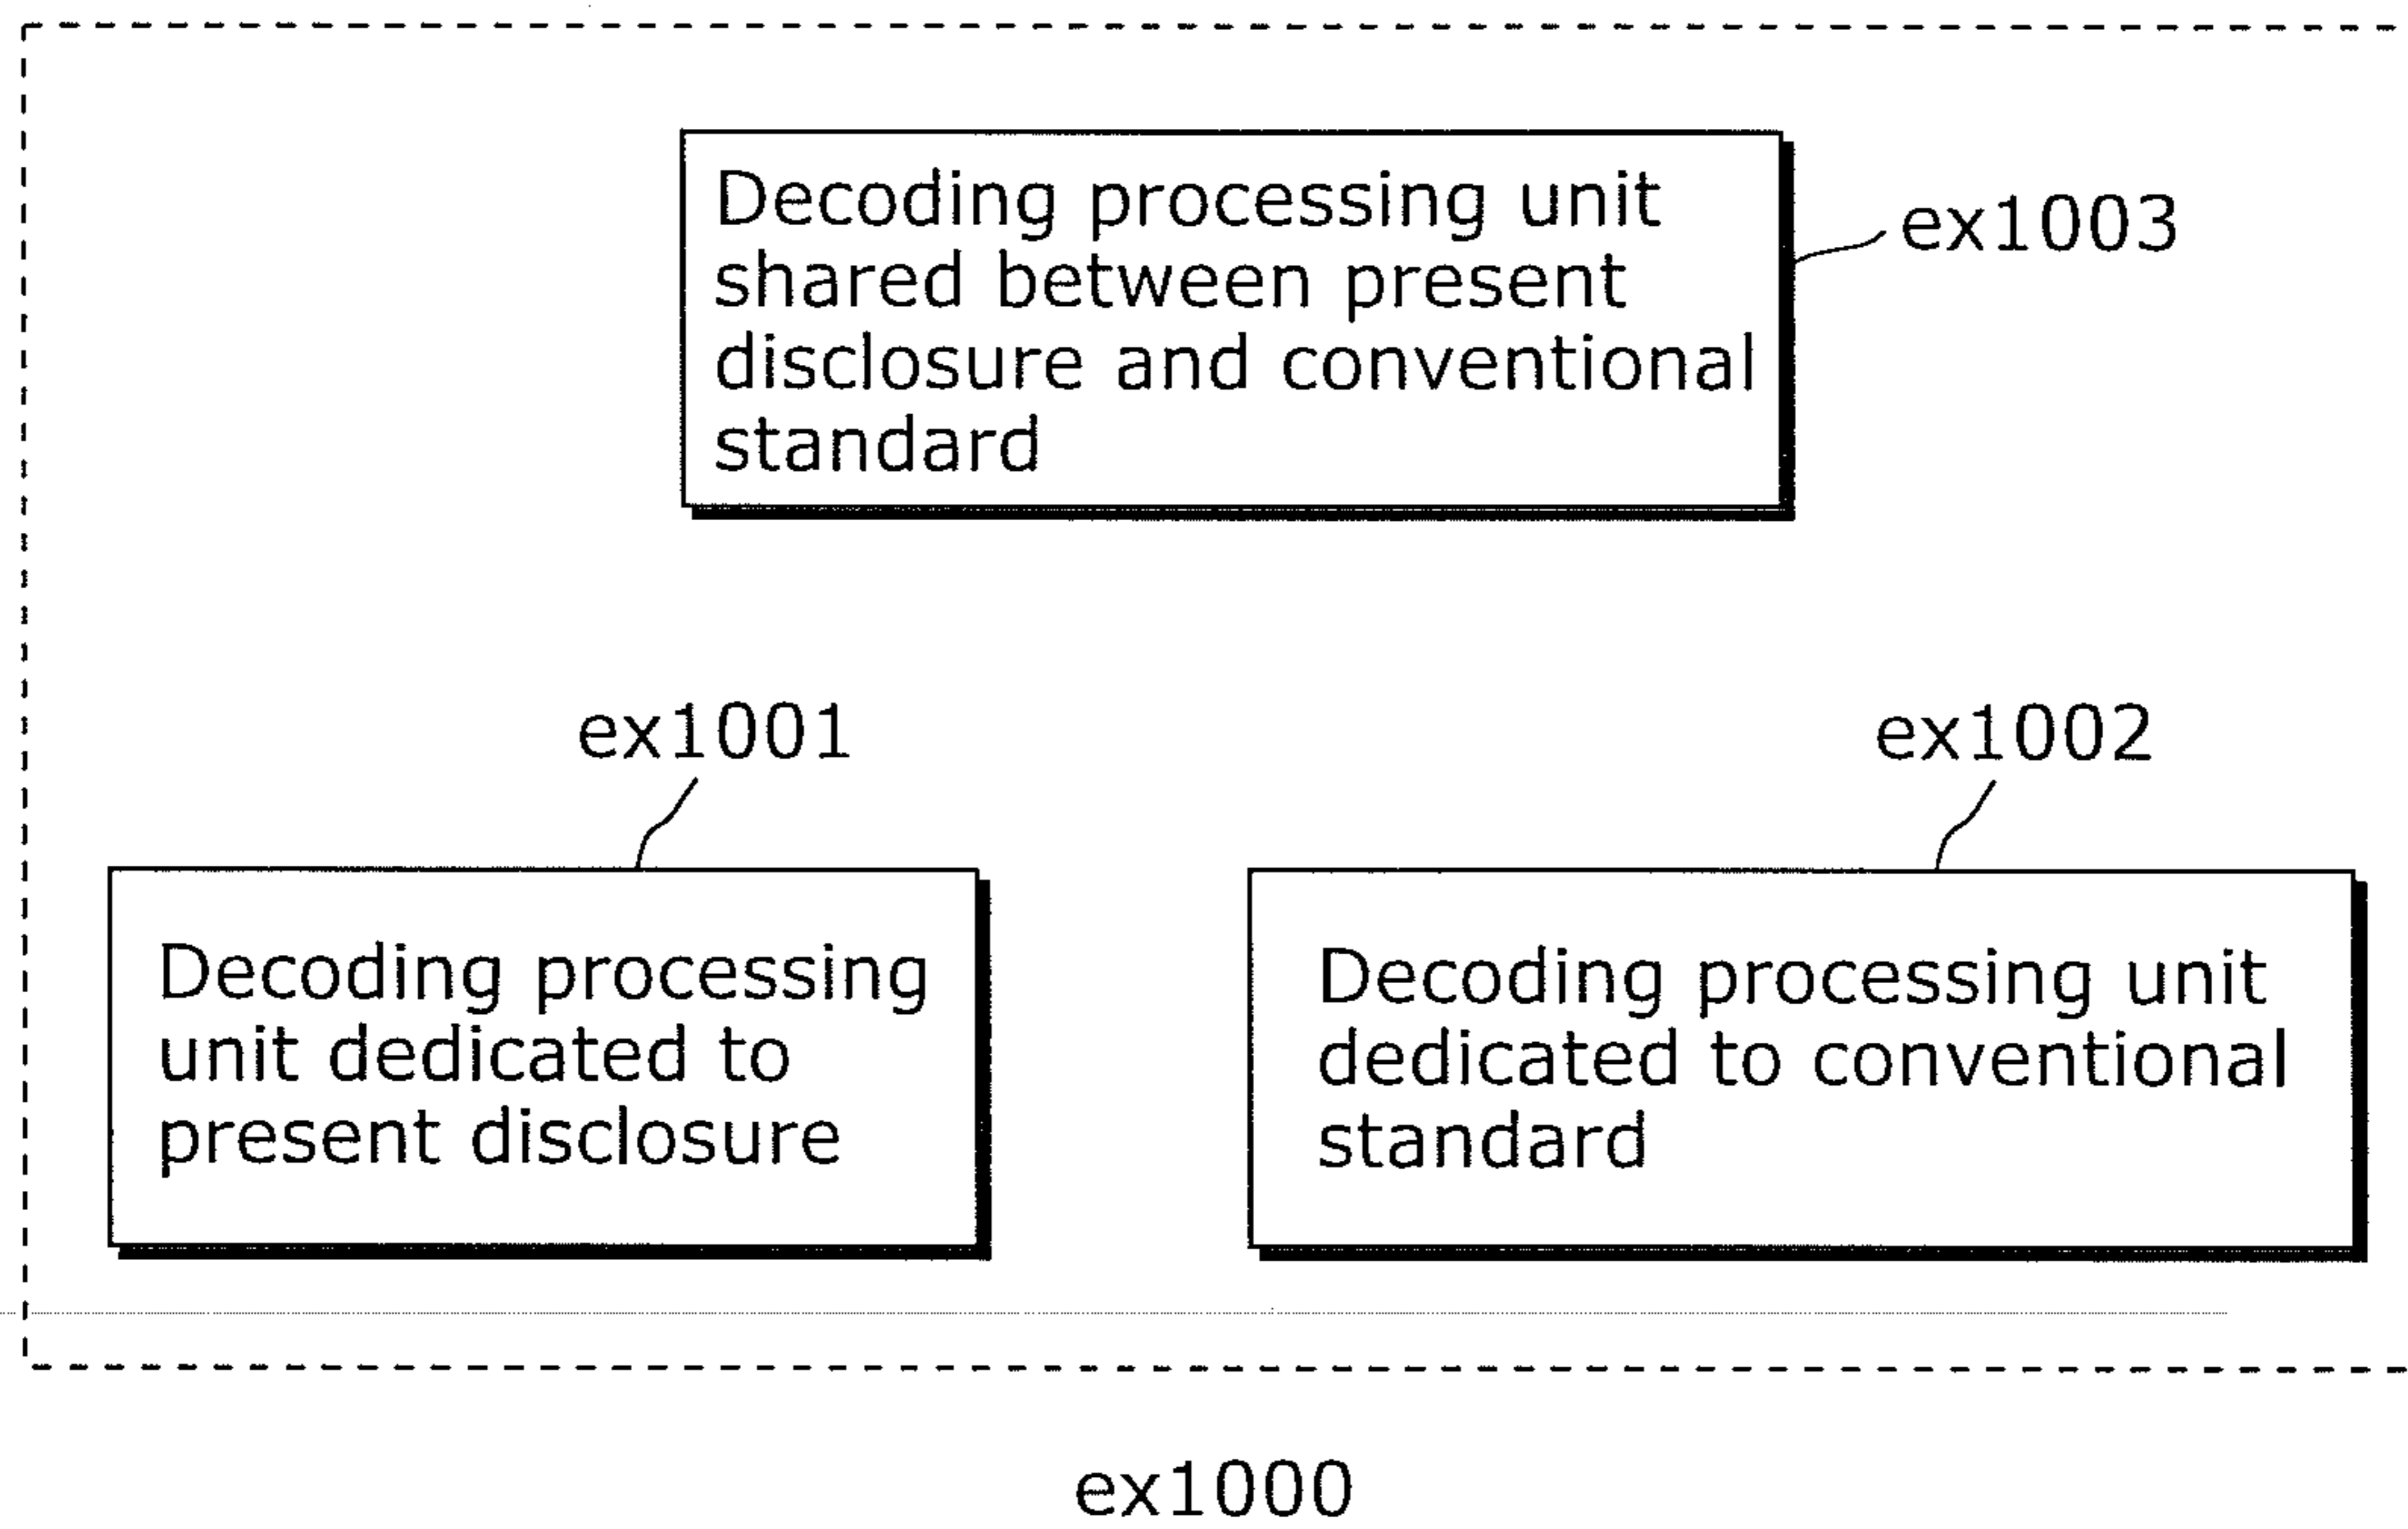 Decoding processing unit
shared between present
disclosure and conventional
standard
ex1003
ex1001
ex1002
Decoding processing
unit dedicated to
present disclosure
Decoding processing unit
dedicated to conventional
standard
ex1000